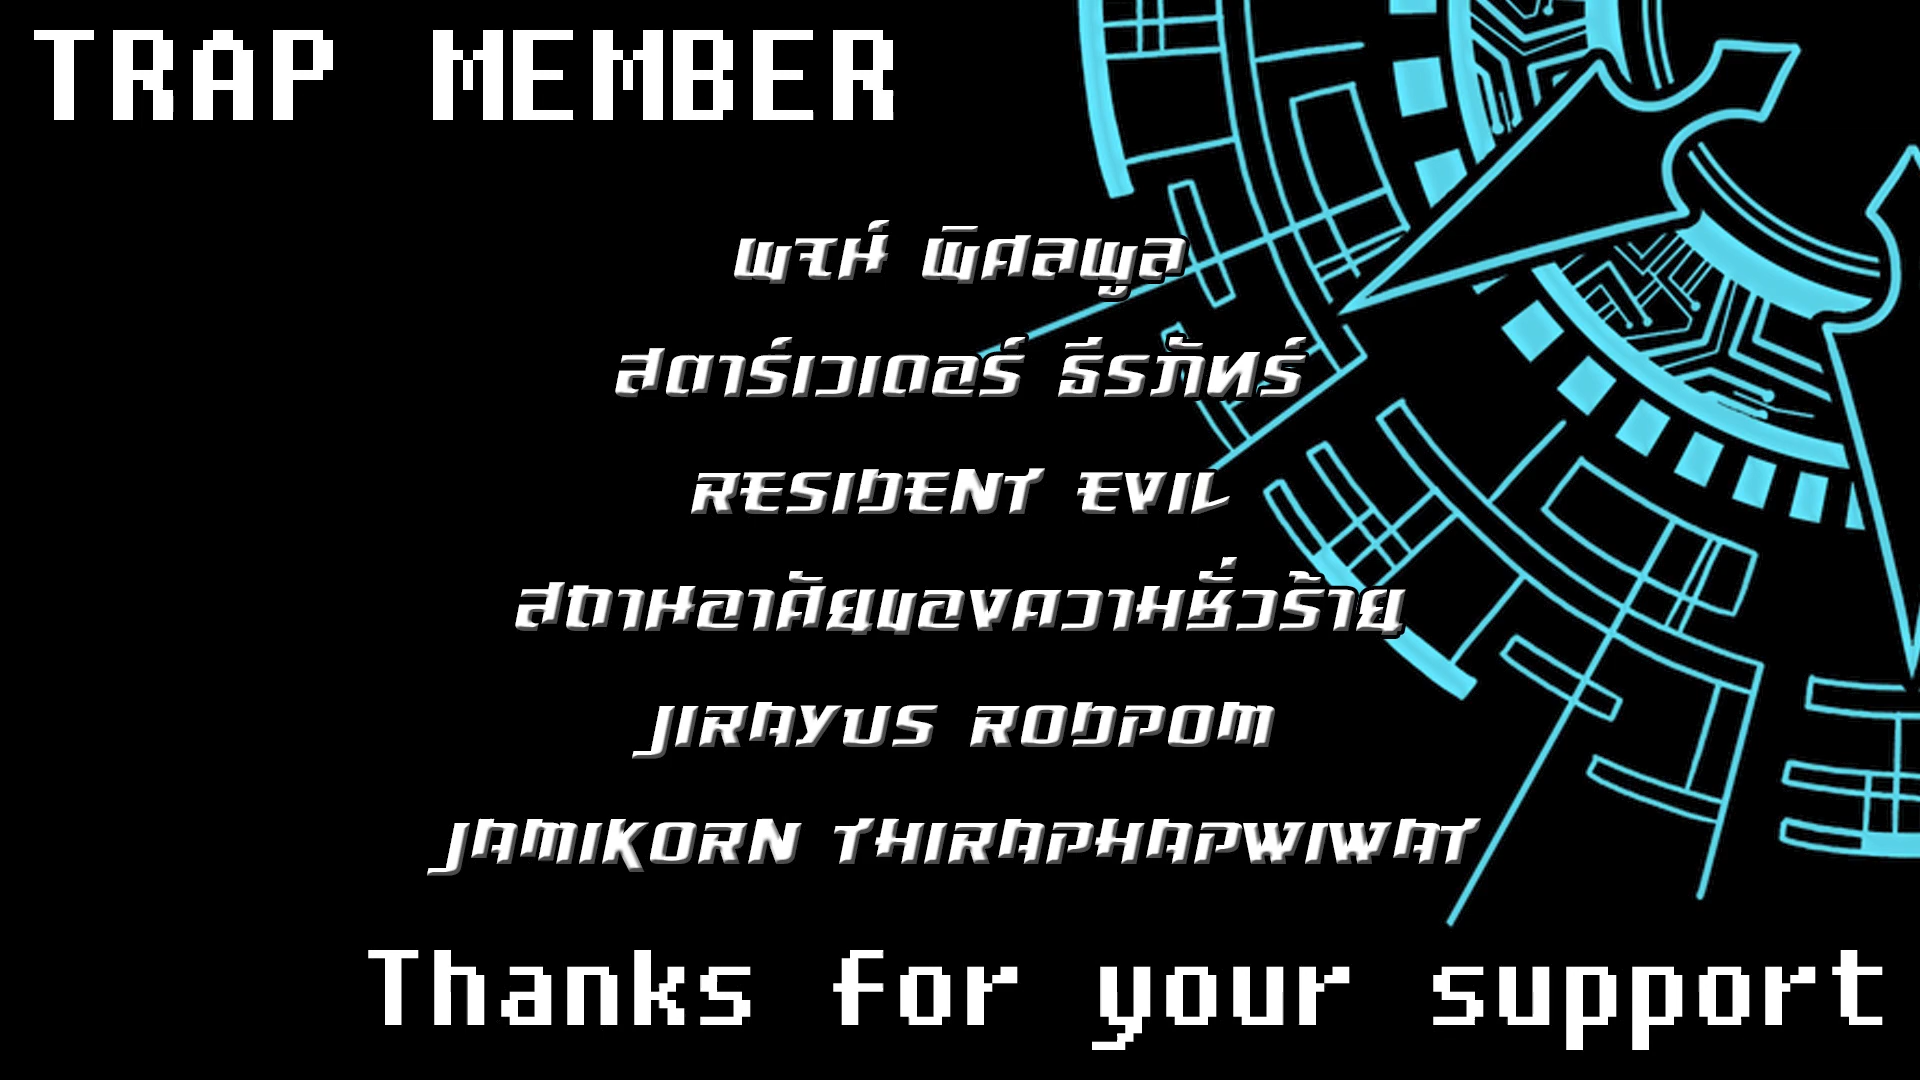 TRAP MEMBER
พจน์ พิศลพูล
สตาร์เวเดอร์ ธีรภัทร์
RESIDENT EVIL
สถานอาศัยของความชั่วร้าย
JIRAYUS RODPOM
JAMIKORN THIRAPHAPWIWAT
Thanks for your support